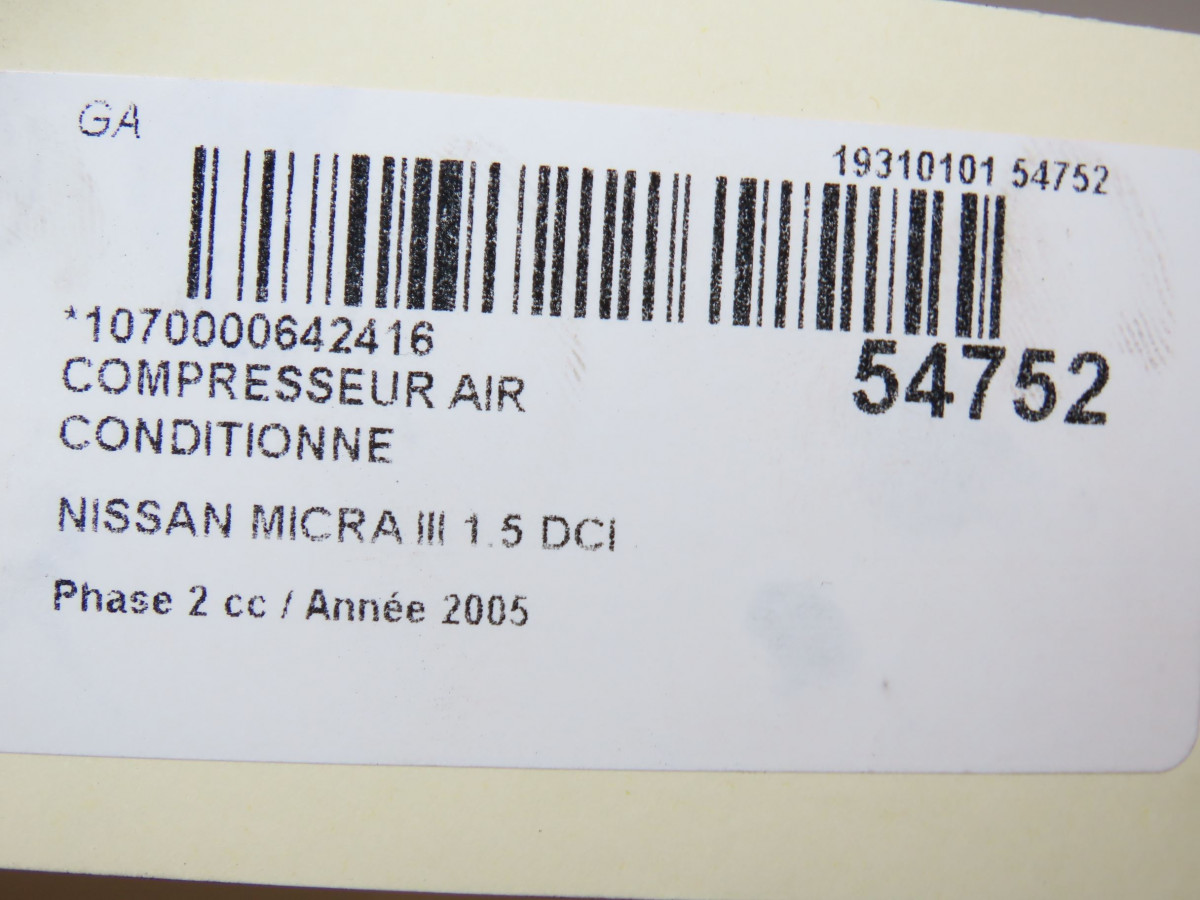 GA
19310101 54752
*1070000642416
54752
COMPRESSEUR AIR
CONDITIONNE
NISSAN MICRA III 1.5 DCI
Phase 2 cc / Année 2005